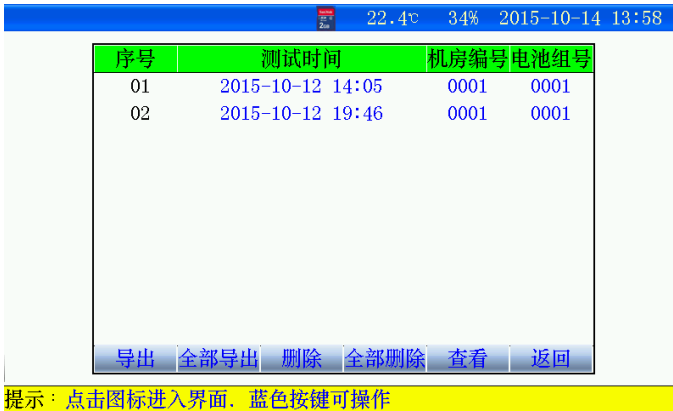 22.4℃ 34% 2015-10-14 13:58
序号 测试时间 机房编号 电池组号
01 2015-10-12 14:05 0001 0001
02 2015-10-12 19:46 0001 0001
导出 全部导出 删除 全部删除 查看 返回
提示：点击图标进入界面．蓝色按键可操作